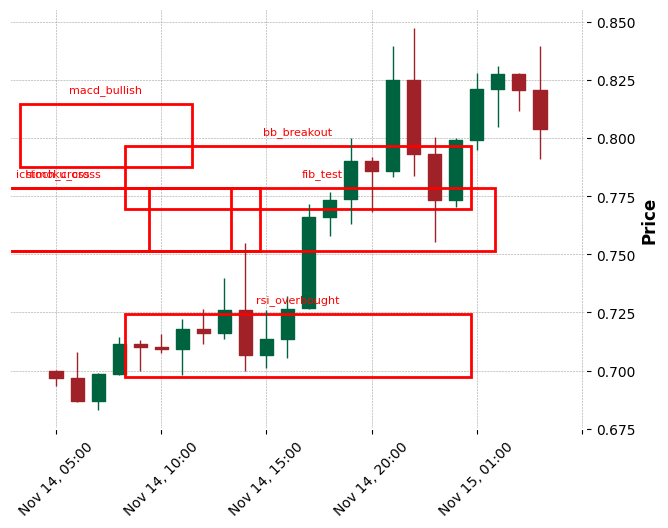 macd_bullish
bb_breakout
fib_test
rsi_overbought
0.850
0.825
0.800
0.775
0.750
0.725
0.700
0.675
Price
Nov 14, 05:00
Nov 14, 10:00
Nov 14, 15:00
Nov 14, 20:00
Nov 15, 01:00